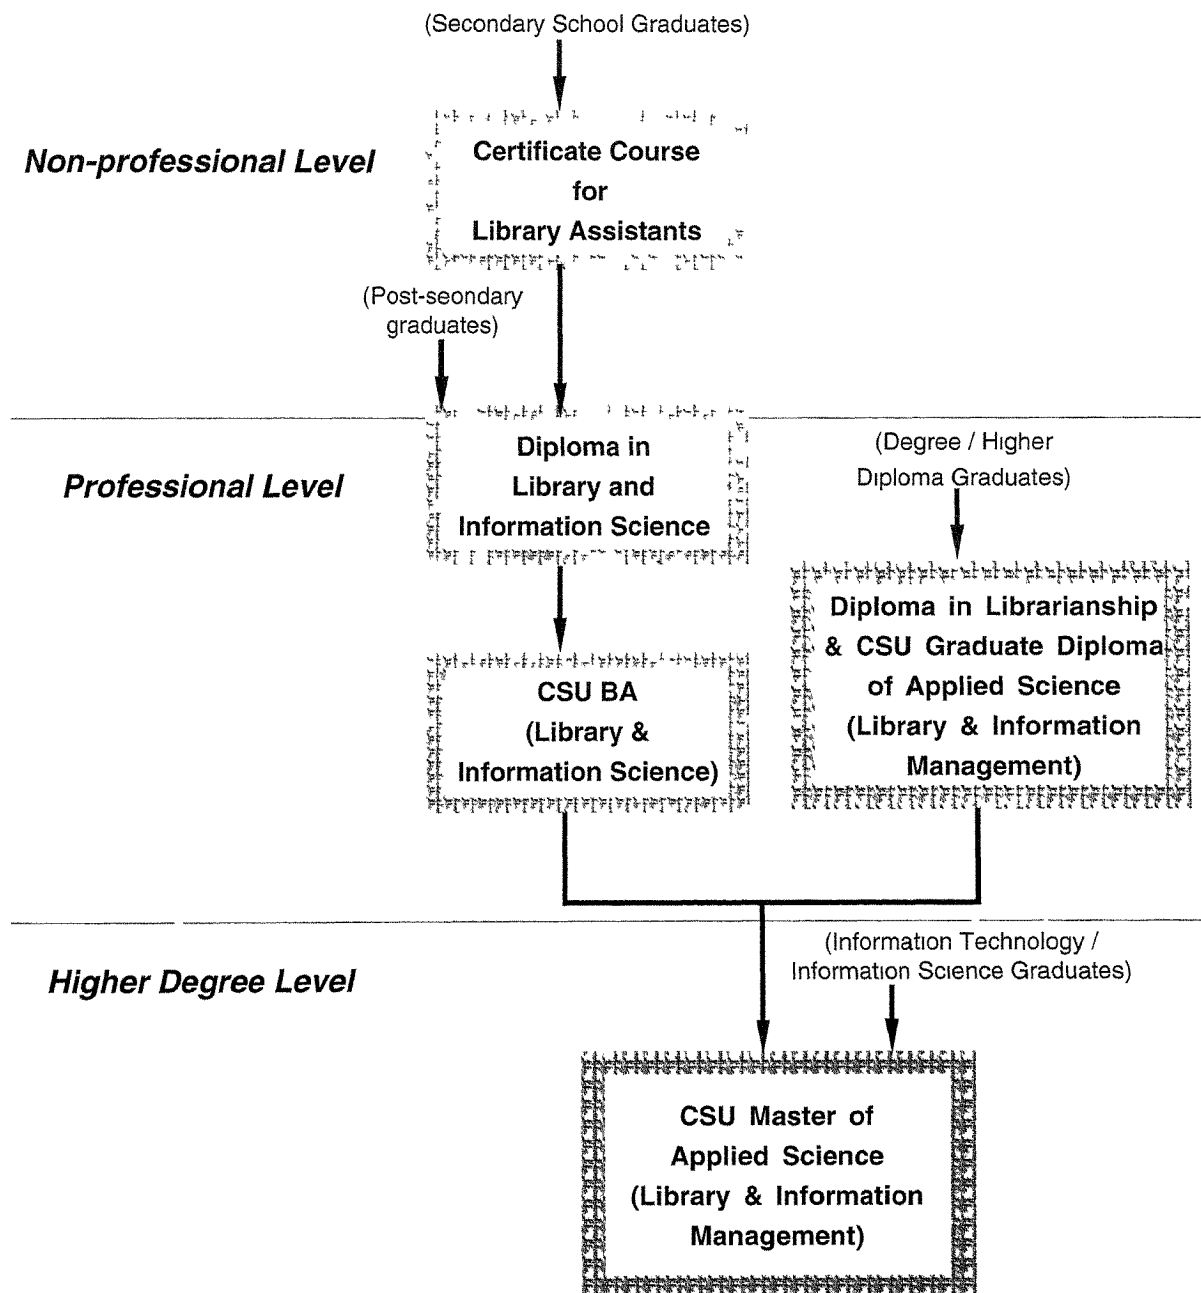 (Secondary School Graduates)
Non-professional Level
Certificate Course
for
Library Assistants
(Post-seondary
graduates)
Professional Level
Diploma in
Library and
Information Science
(Degree / Higher
Diploma Graduates)
CSU BA
(Library &
Information Science)
Diploma in Librarianship
& CSU Graduate Diploma
of Applied Science
(Library & Information
Management)
Higher Degree Level
(Information Technology /
Information Science Graduates)
CSU Master of
Applied Science
(Library & Information
Management)